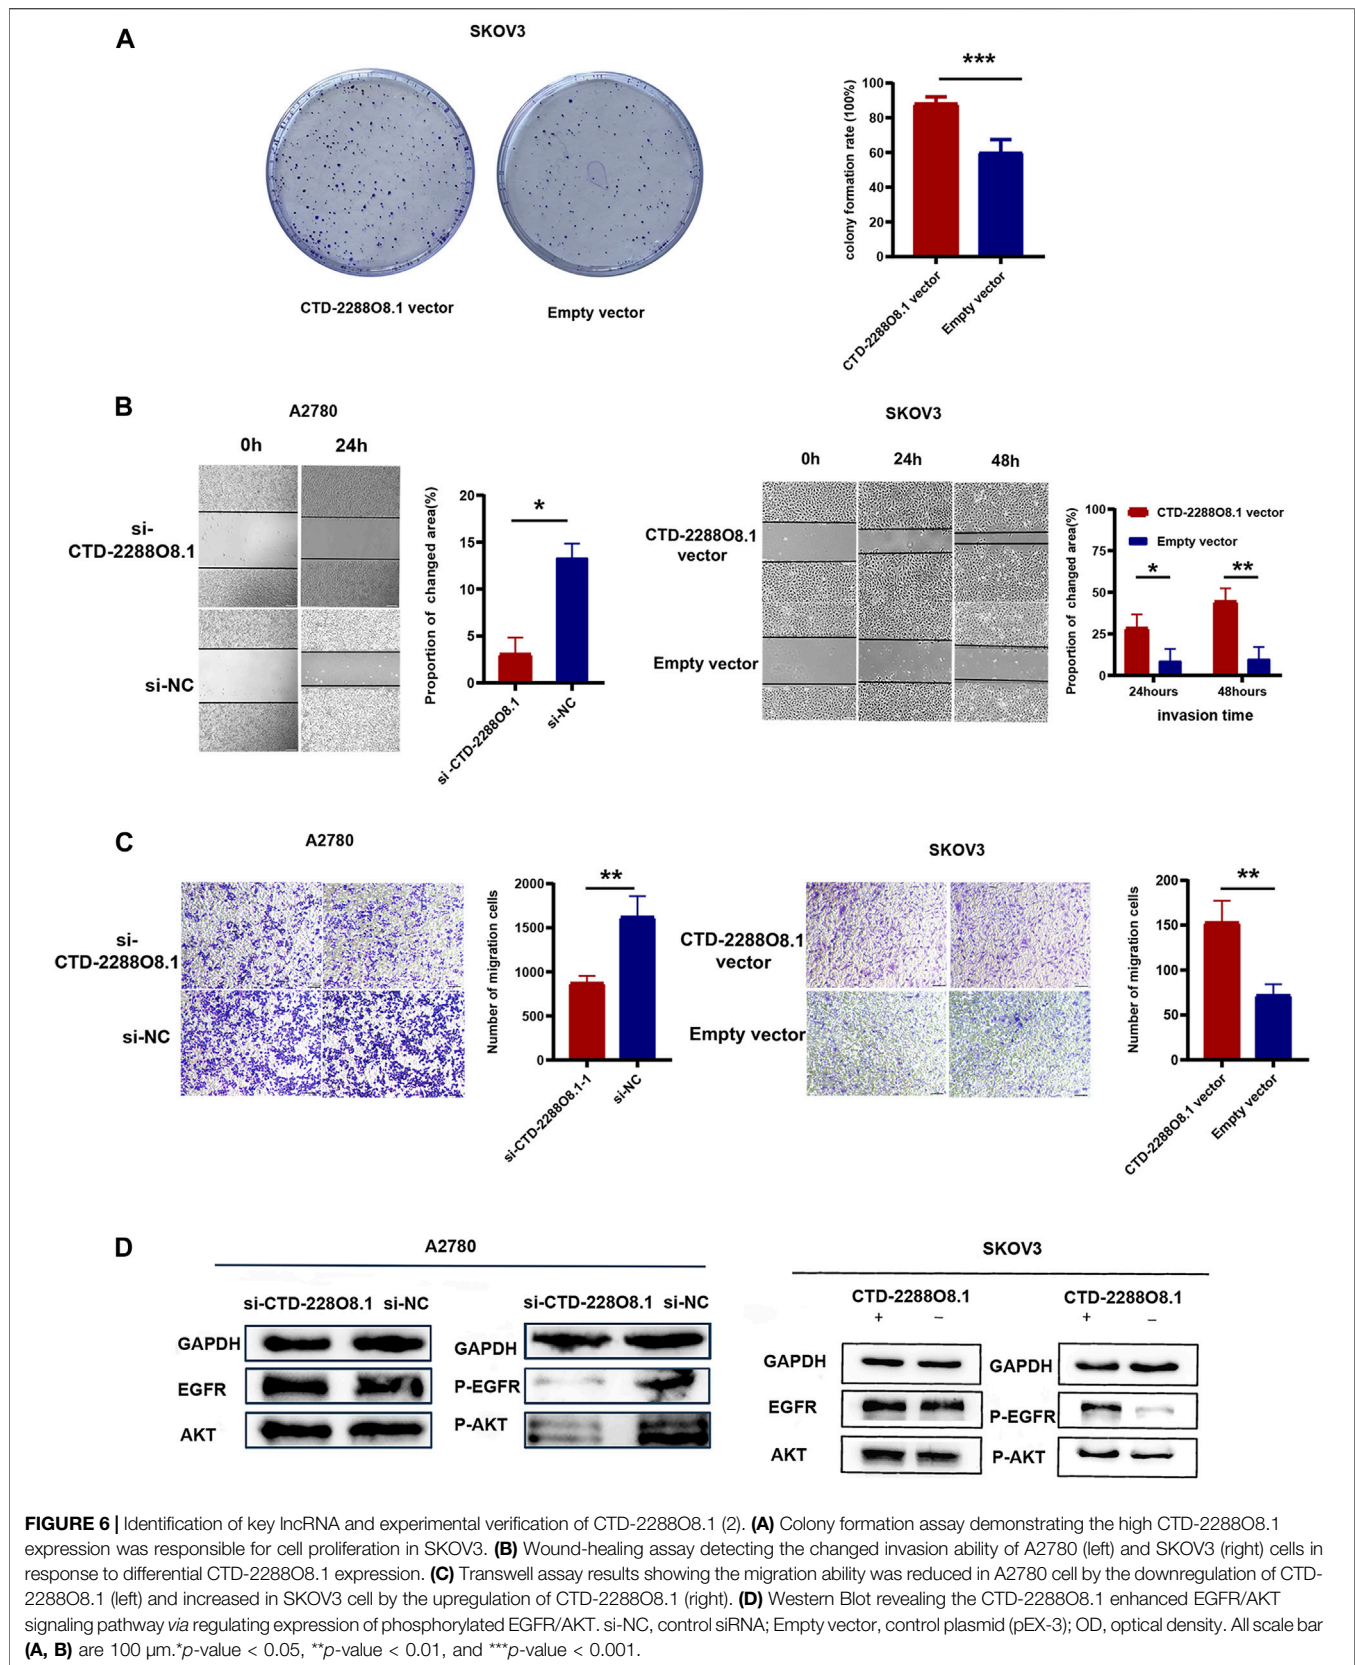 A
SKOV3
CTD-2288O8.1 vector
Empty vector
colony formation rate (100%)
100
80
60
40
20
0
***
CTD-2288O8.1 vector
Empty vector
B
A2780
0h
24h
si-
CTD-2288O8.1
si-NC
Proportion of changed area(%)
20
15
10
5
0
*
si-CTD-2288O8.1
si-NC
SKOV3
0h
24h
48h
CTD-2288O8.1
vector
Empty vector
Proportion of changed area(%)
100
75
50
25
0
CTD-2288O8.1 vector
Empty vector
*
**
24hours
48hours
invasion time
C
A2780
si-
CTD-2288O8.1
si-NC
Number of migration cells
2000
1500
1000
500
0
**
si-CTD-2288O8.1-1
si-NC
SKOV3
CTD-2288O8.1
vector
Empty vector
Number of migration cells
200
150
100
50
0
**
CTD-2288O8.1 vector
Empty vector
D
A2780
si-CTD-228O8.1 si-NC
GAPDH
EGFR
AKT
si-CTD-228O8.1 si-NC
GAPDH
P-EGFR
P-AKT
SKOV3
CTD-2288O8.1
+ −
GAPDH
EGFR
AKT
CTD-2288O8.1
+ −
GAPDH
P-EGFR
P-AKT
FIGURE 6 | Identification of key lncRNA and experimental verification of CTD-2288O8.1 (2). (A) Colony formation assay demonstrating the high CTD-2288O8.1
expression was responsible for cell proliferation in SKOV3. (B) Wound-healing assay detecting the changed invasion ability of A2780 (left) and SKOV3 (right) cells in
response to differential CTD-2288O8.1 expression. (C) Transwell assay results showing the migration ability was reduced in A2780 cell by the downregulation of CTD-
2288O8.1 (left) and increased in SKOV3 cell by the upregulation of CTD-2288O8.1 (right). (D) Western Blot revealing the CTD-2288O8.1 enhanced EGFR/AKT
signaling pathway via regulating expression of phosphorylated EGFR/AKT. si-NC, control siRNA; Empty vector, control plasmid (pEX-3); OD, optical density. All scale bar
(A, B) are 100 μm.*p-value < 0.05, **p-value < 0.01, and ***p-value < 0.001.